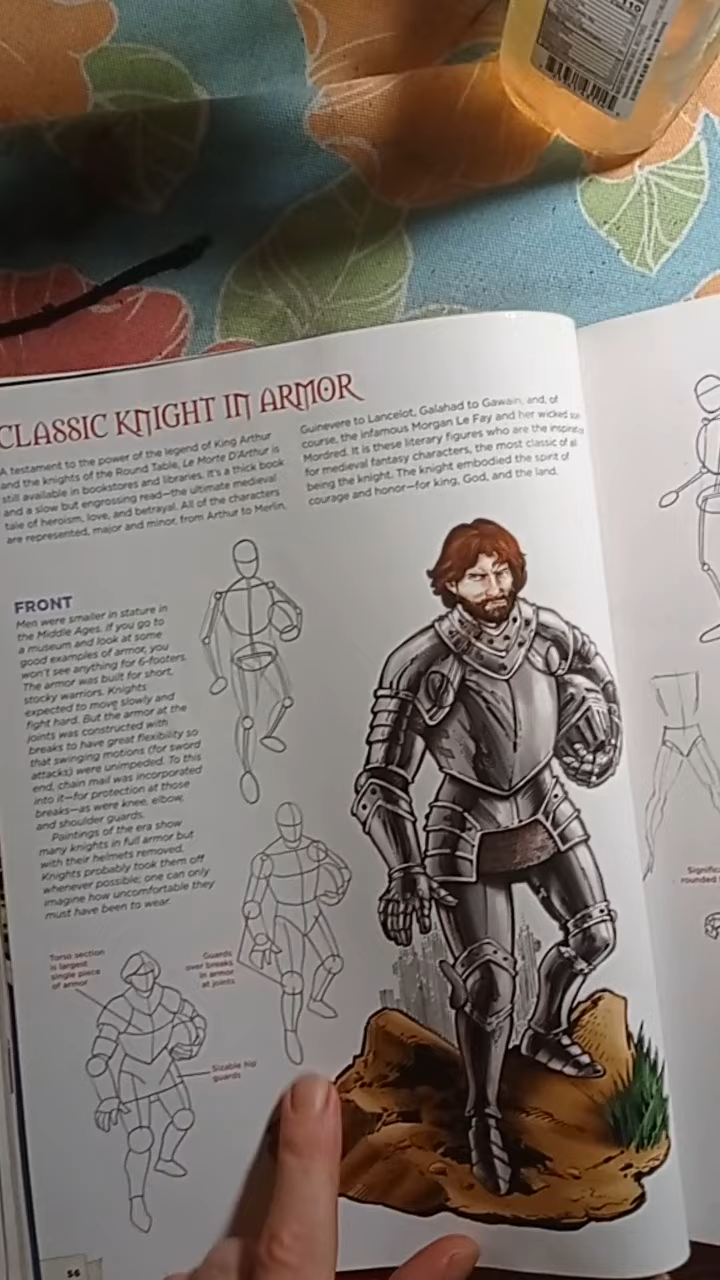 CLASSIC KNIGHT IN ARMOR
A testament to the power of the legend of King Arthur
and the knights of the Round Table, Le Morte D'Arthur is
still available in bookstores and libraries. It's a thick book
and a slow but engrossing read—the ultimate medieval
tale of heroism, love, and betrayal. All of the characters
are represented, major and minor, from Arthur to Merlin,
Guinevere to Lancelot, Galahad to Gawain, and, of
course, the infamous Morgan Le Fay and her wicked son
Mordred. It is these literary figures who are the
for medieval fantasy characters, the most classic of all
being the knight. The knight embodied the spirit of
courage and honor—for king, God, and the land.
FRONT
Men were smaller in stature in
the Middle Ages. If you go to
a museum and look at some
good examples of armor, you
won't see anything for 6-footers.
The armor was built for short,
stocky warriors. Knights
expected to move slowly and
fight hard. But the armor at the
joints was constructed with
breaks to have great flexibility so
that swinging motions (for sword
attacks) were unimpeded. To this
end, chain mail was incorporated
into it—for protection at those
breaks—as were knee, elbow,
and shoulder guards.
Paintings of the era show
many knights in full armor but
with their helmets removed.
Knights probably took them off
whenever possible; one can only
imagine how uncomfortable they
must have been to wear.
Torso section
is largest
single piece
of armor
Guards
over breaks
in armor
at joints
Sizable hip
guards
56
rounded